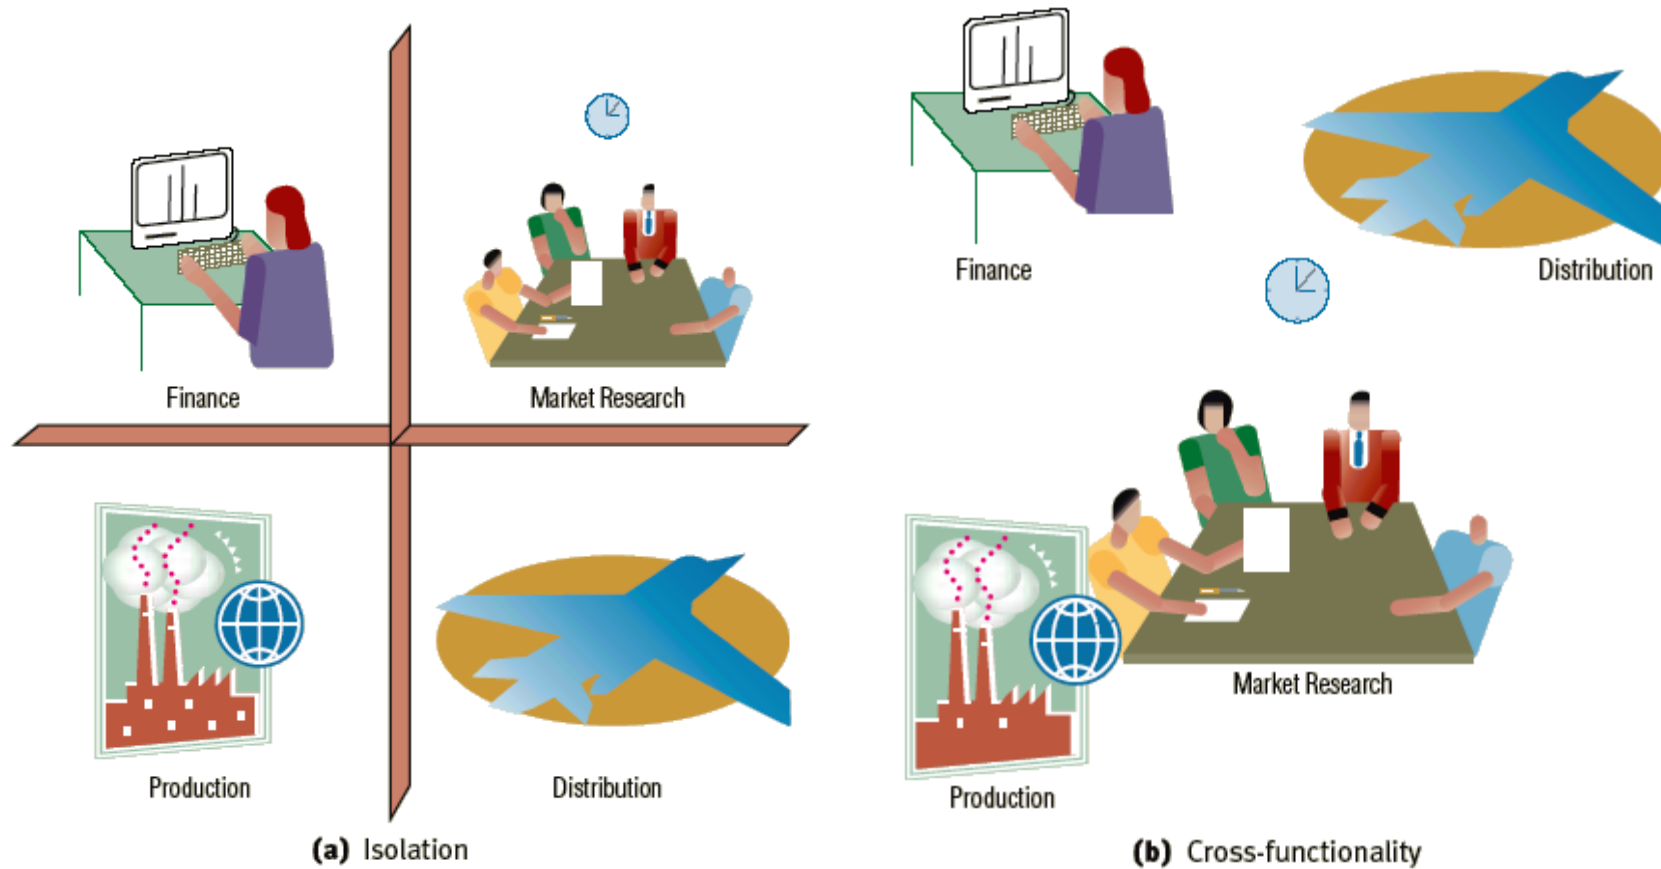 Finance
Market Research
Production
Distribution
(a) Isolation
Finance
Distribution
Market Research
Production
(b) Cross-functionality